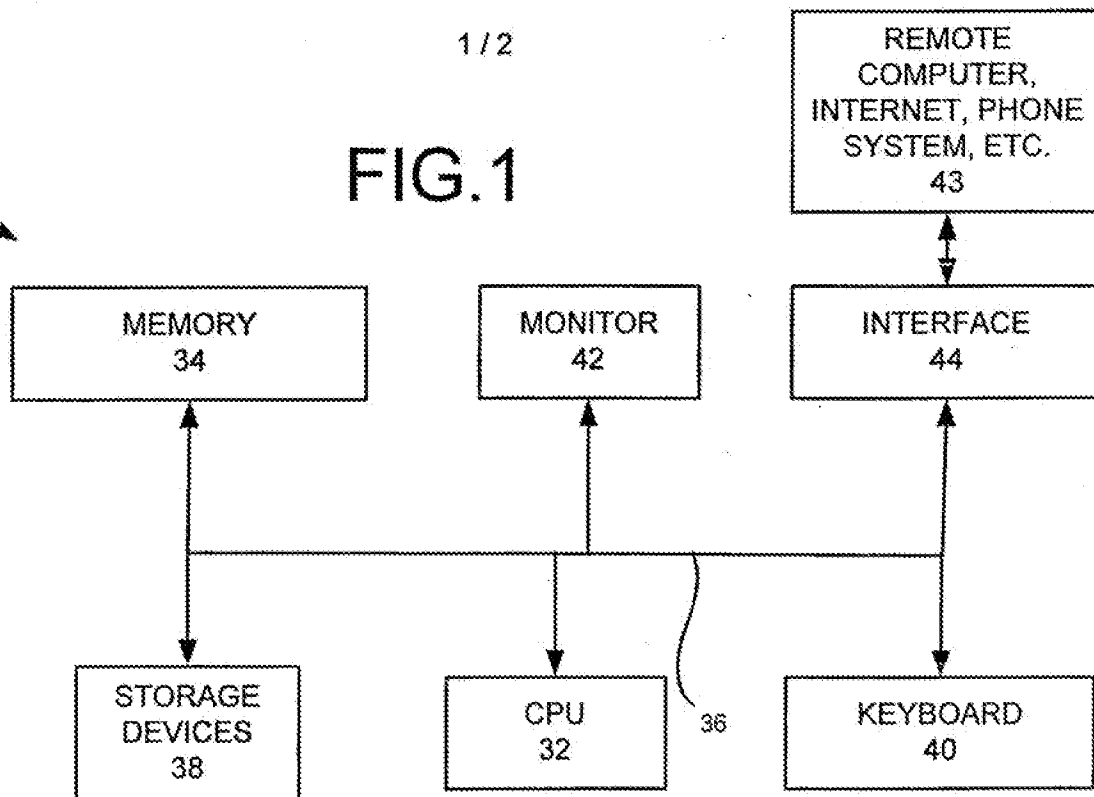 1 / 2
FIG.1
REMOTE
COMPUTER,
INTERNET, PHONE
SYSTEM, ETC.
43
MEMORY
34
MONITOR
42
INTERFACE
44
STORAGE
DEVICES
38
CPU
32
36
KEYBOARD
40